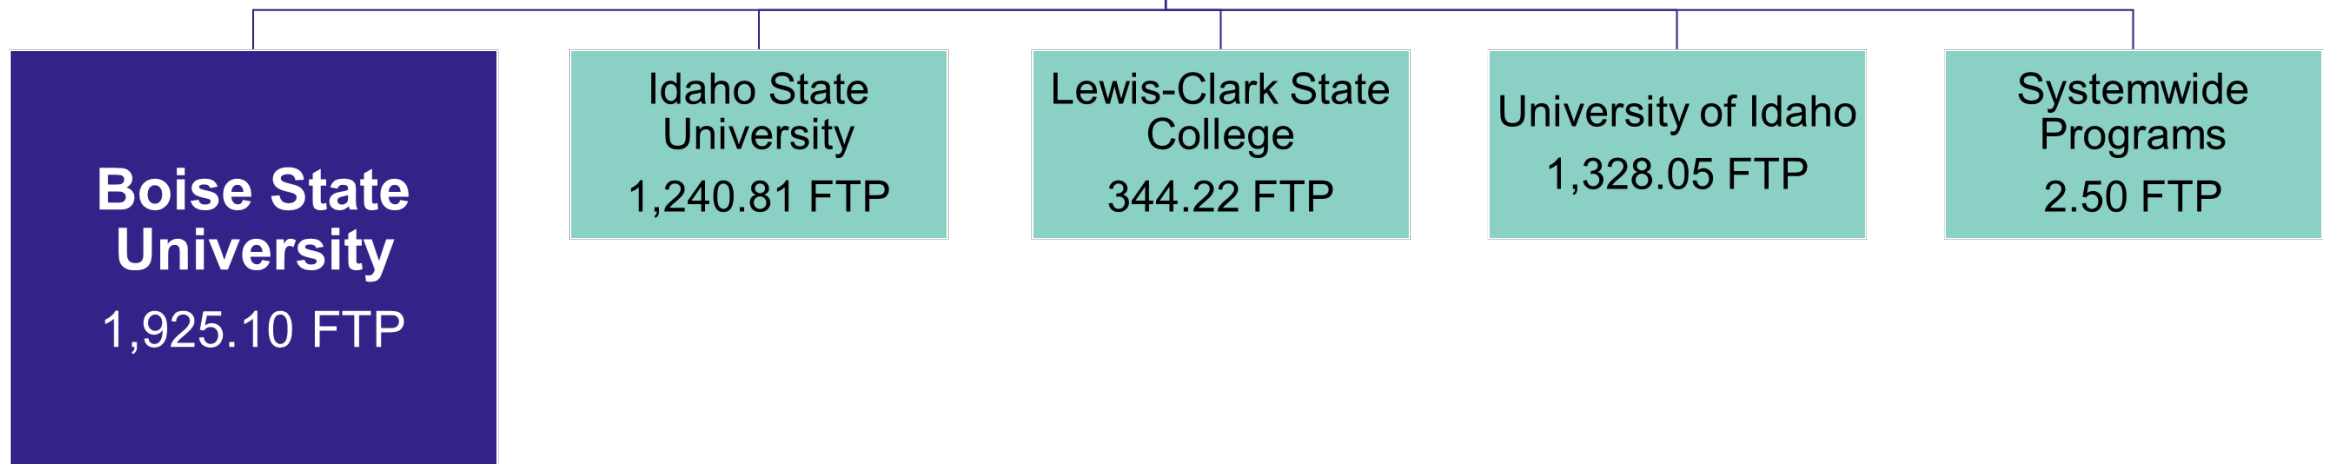 Boise State
University
1,925.10 FTP
Idaho State
University
1,240.81 FTP
Lewis-Clark State
College
344.22 FTP
University of Idaho
1,328.05 FTP
Systemwide
Programs
2.50 FTP